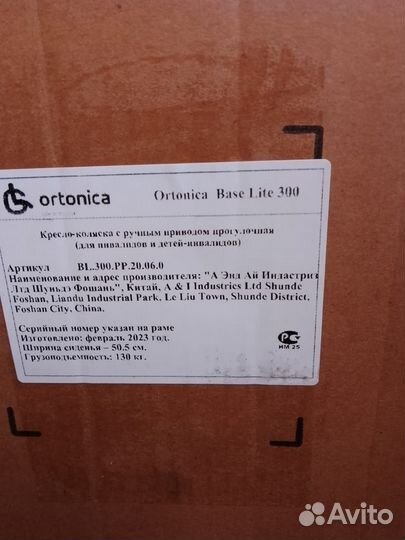 ortonica
Ortonica Base Lite 300
Кресло-коляска с ручным приводом прогулочная
(для инвалидов и детей-инвалидов)
Артикул BL.300.PP.20.06.0
Наименование и адрес производителя: "А Энд Ай Индастриз
Лтд Шуньдэ Фошань", Китай, A & I Industries Ltd Shunde
Foshan, Liandu Industrial Park, Le Liu Town, Shunde District,
Foshan City, China.
Серийный номер указан на раме
Изготовлено: февраль 2023 год.
Ширина сиденья – 50.5 см.
Грузоподъемность: 130 кг.
РС
ИМ 25
Avito